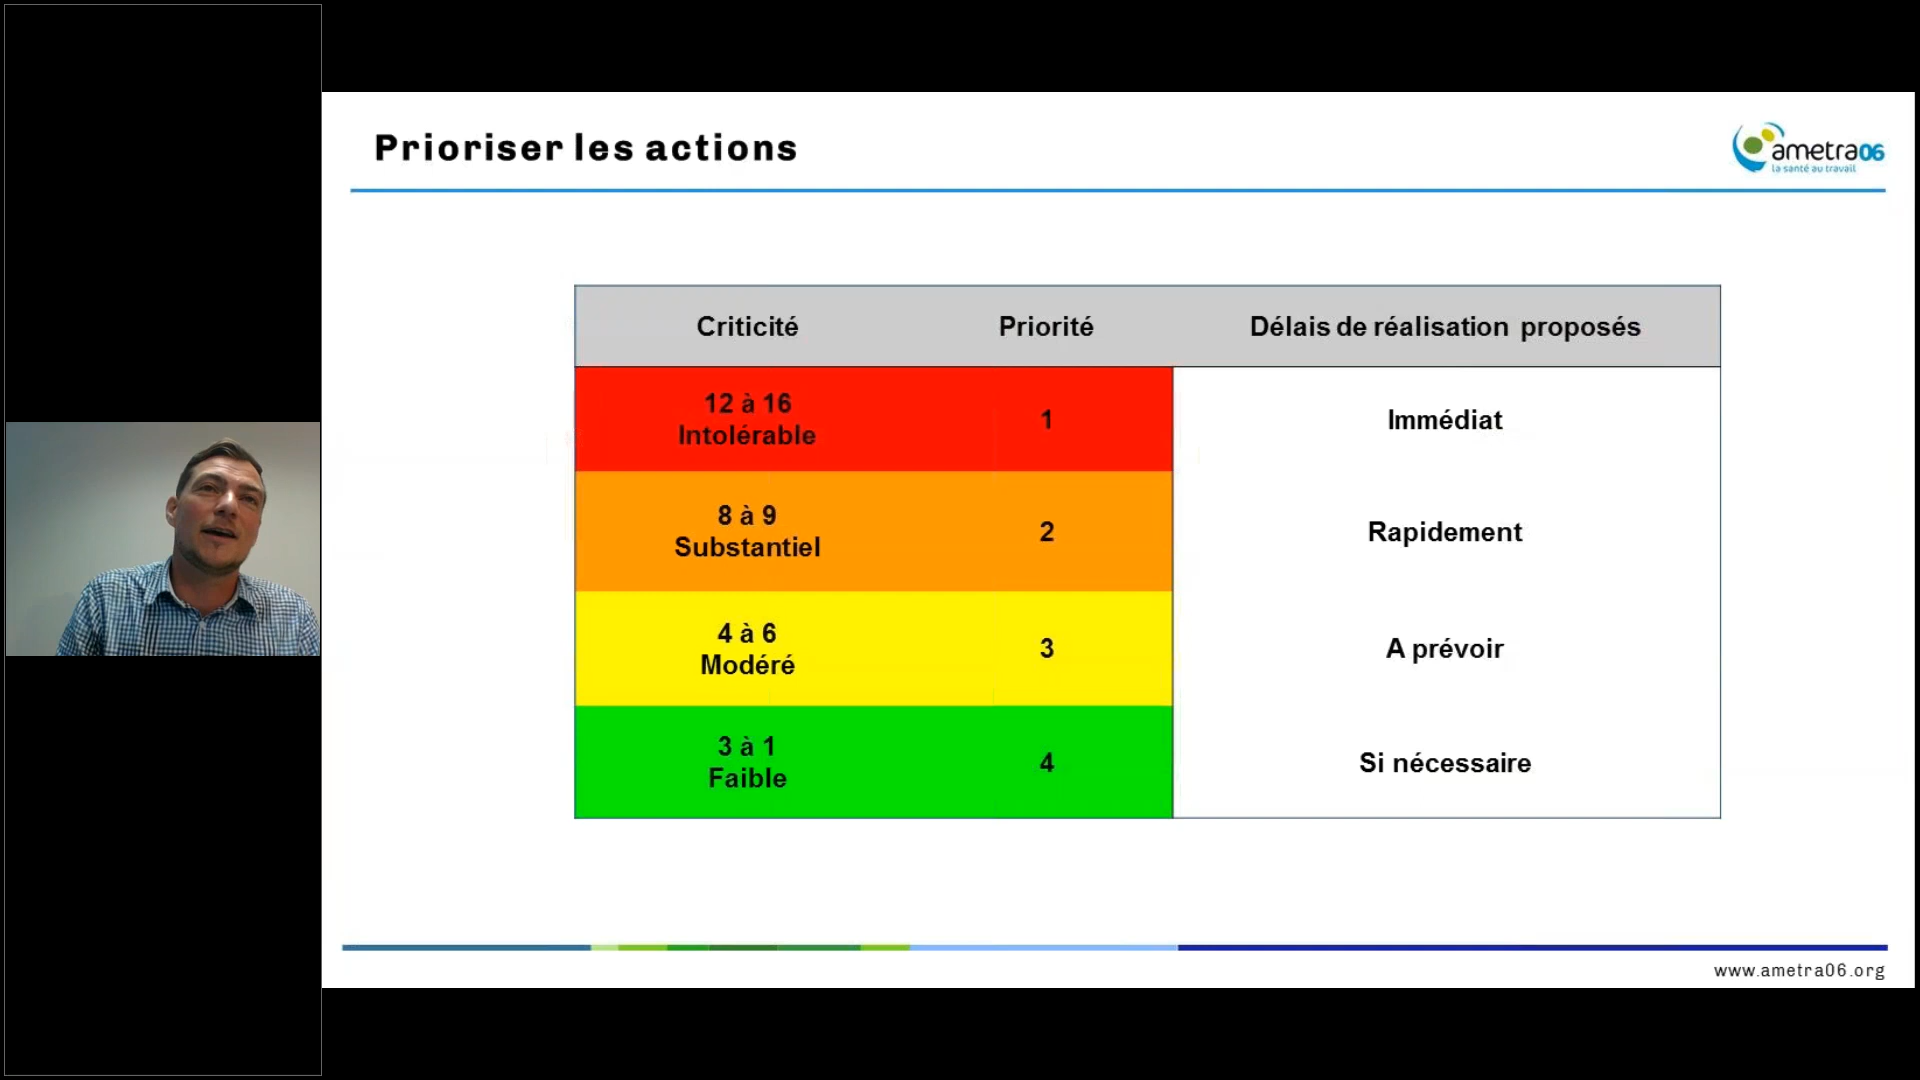 Prioriser les actions
ametra06
la santé au travail
Criticité Priorité Délais de réalisation proposés
12 à 16
Intolérable
1
Immédiat
8 à 9
Substantiel
2
Rapidement
4 à 6
Modéré
3
A prévoir
3 à 1
Faible
4
Si nécessaire
www.ametra06.org